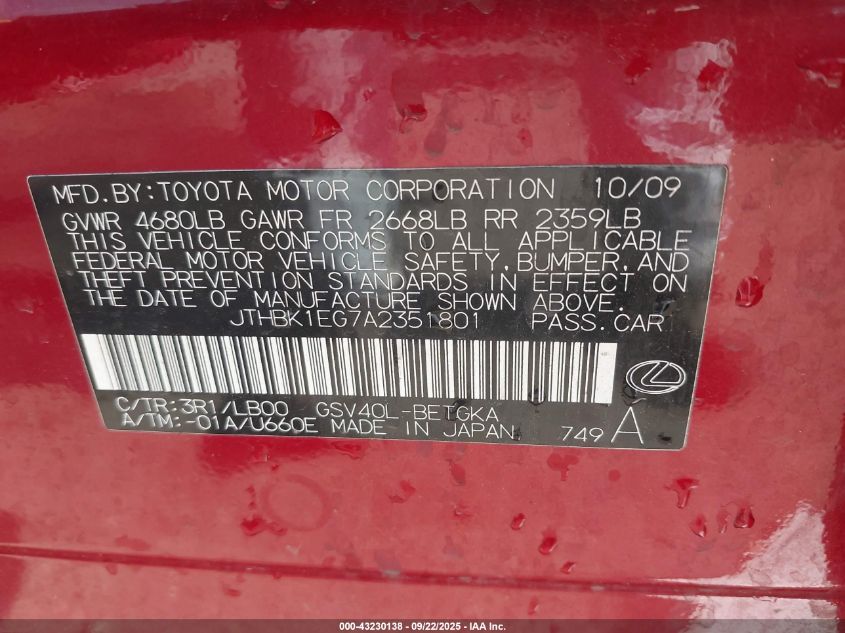 MFD.BY:TOYOTA MOTOR CORPORATION 10/09
GVWR 4680LB GAWR FR 2668LB RR 2359LB
THIS VEHICLE CONFORMS TO ALL APPLICABLE
FEDERAL MOTOR VEHICLE SAFETY,BUMPER,AND
THEFT PREVENTION STANDARDS IN EFFECT ON
THE DATE OF MANUFACTURE SHOWN ABOVE.
JTHBK1EG7A2351801 PASS.CAR
C/TR:3R1/LB00 GSV40L-BETGKA
A/TM:-01A/U660E MADE IN JAPAN 749 A
000-43230138 - 09/22/2025 - IAA Inc.